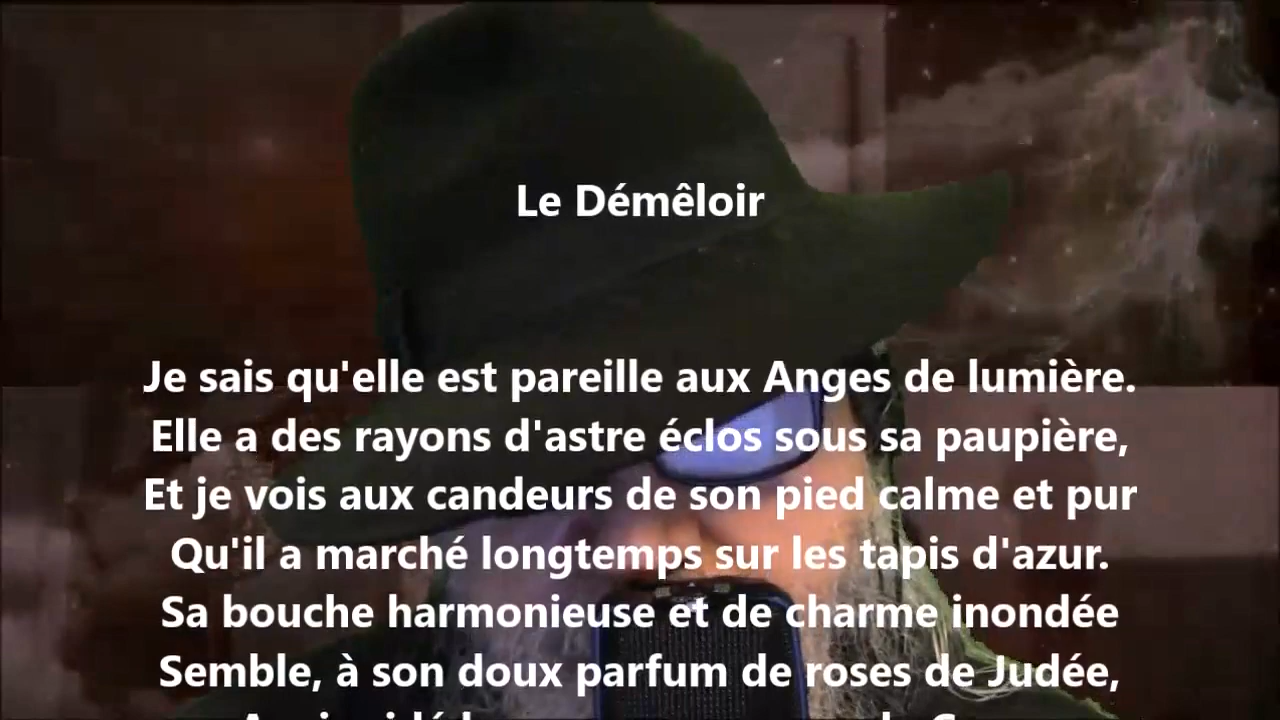 Le Démêloir
Je sais qu'elle est pareille aux Anges de lumière.
Elle a des rayons d'astre éclos sous sa paupière,
Et je vois aux candeurs de son pied calme et pur
Qu'il a marché longtemps sur les tapis d'azur.
Sa bouche harmonieuse et de charme inondée
Semble, à son doux parfum de roses de Judée,